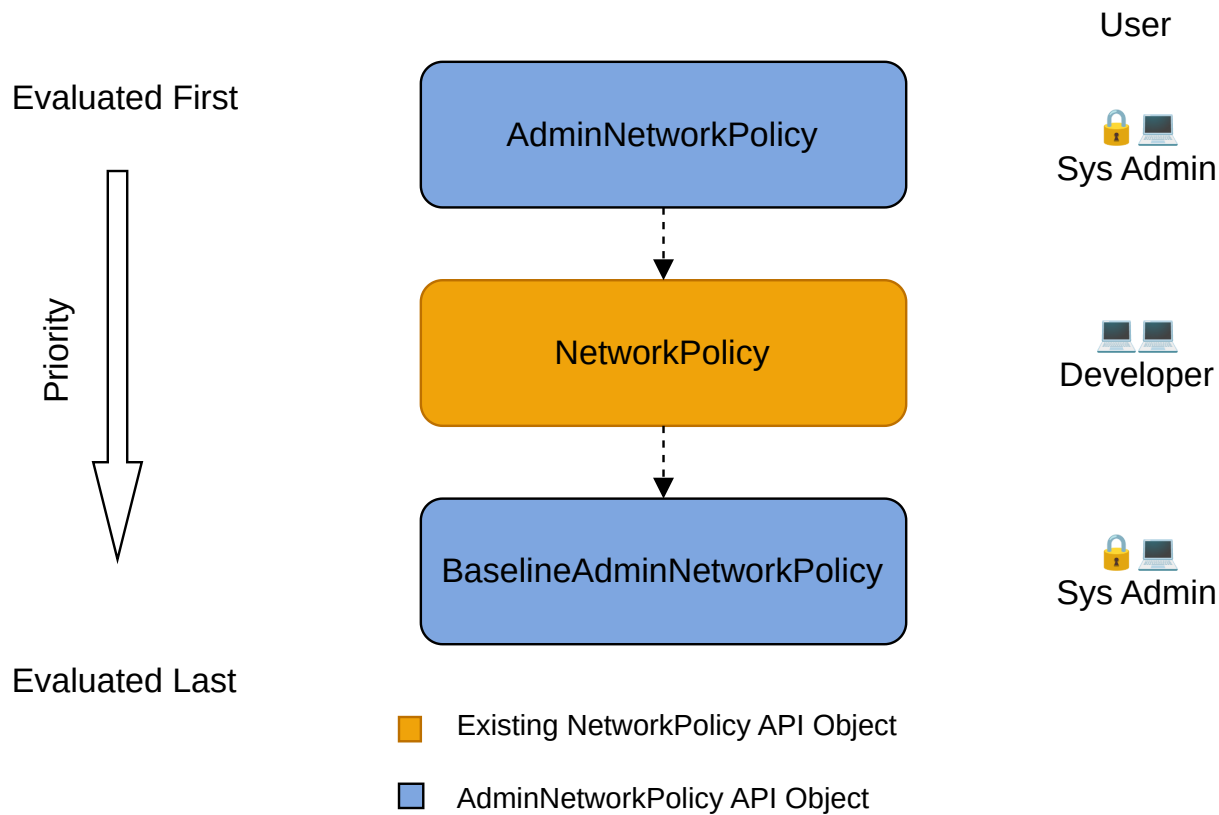 User
Evaluated First
AdminNetworkPolicy
Sys Admin
Priority
NetworkPolicy
Developer
BaselineAdminNetworkPolicy
Sys Admin
Evaluated Last
Existing NetworkPolicy API Object
AdminNetworkPolicy API Object